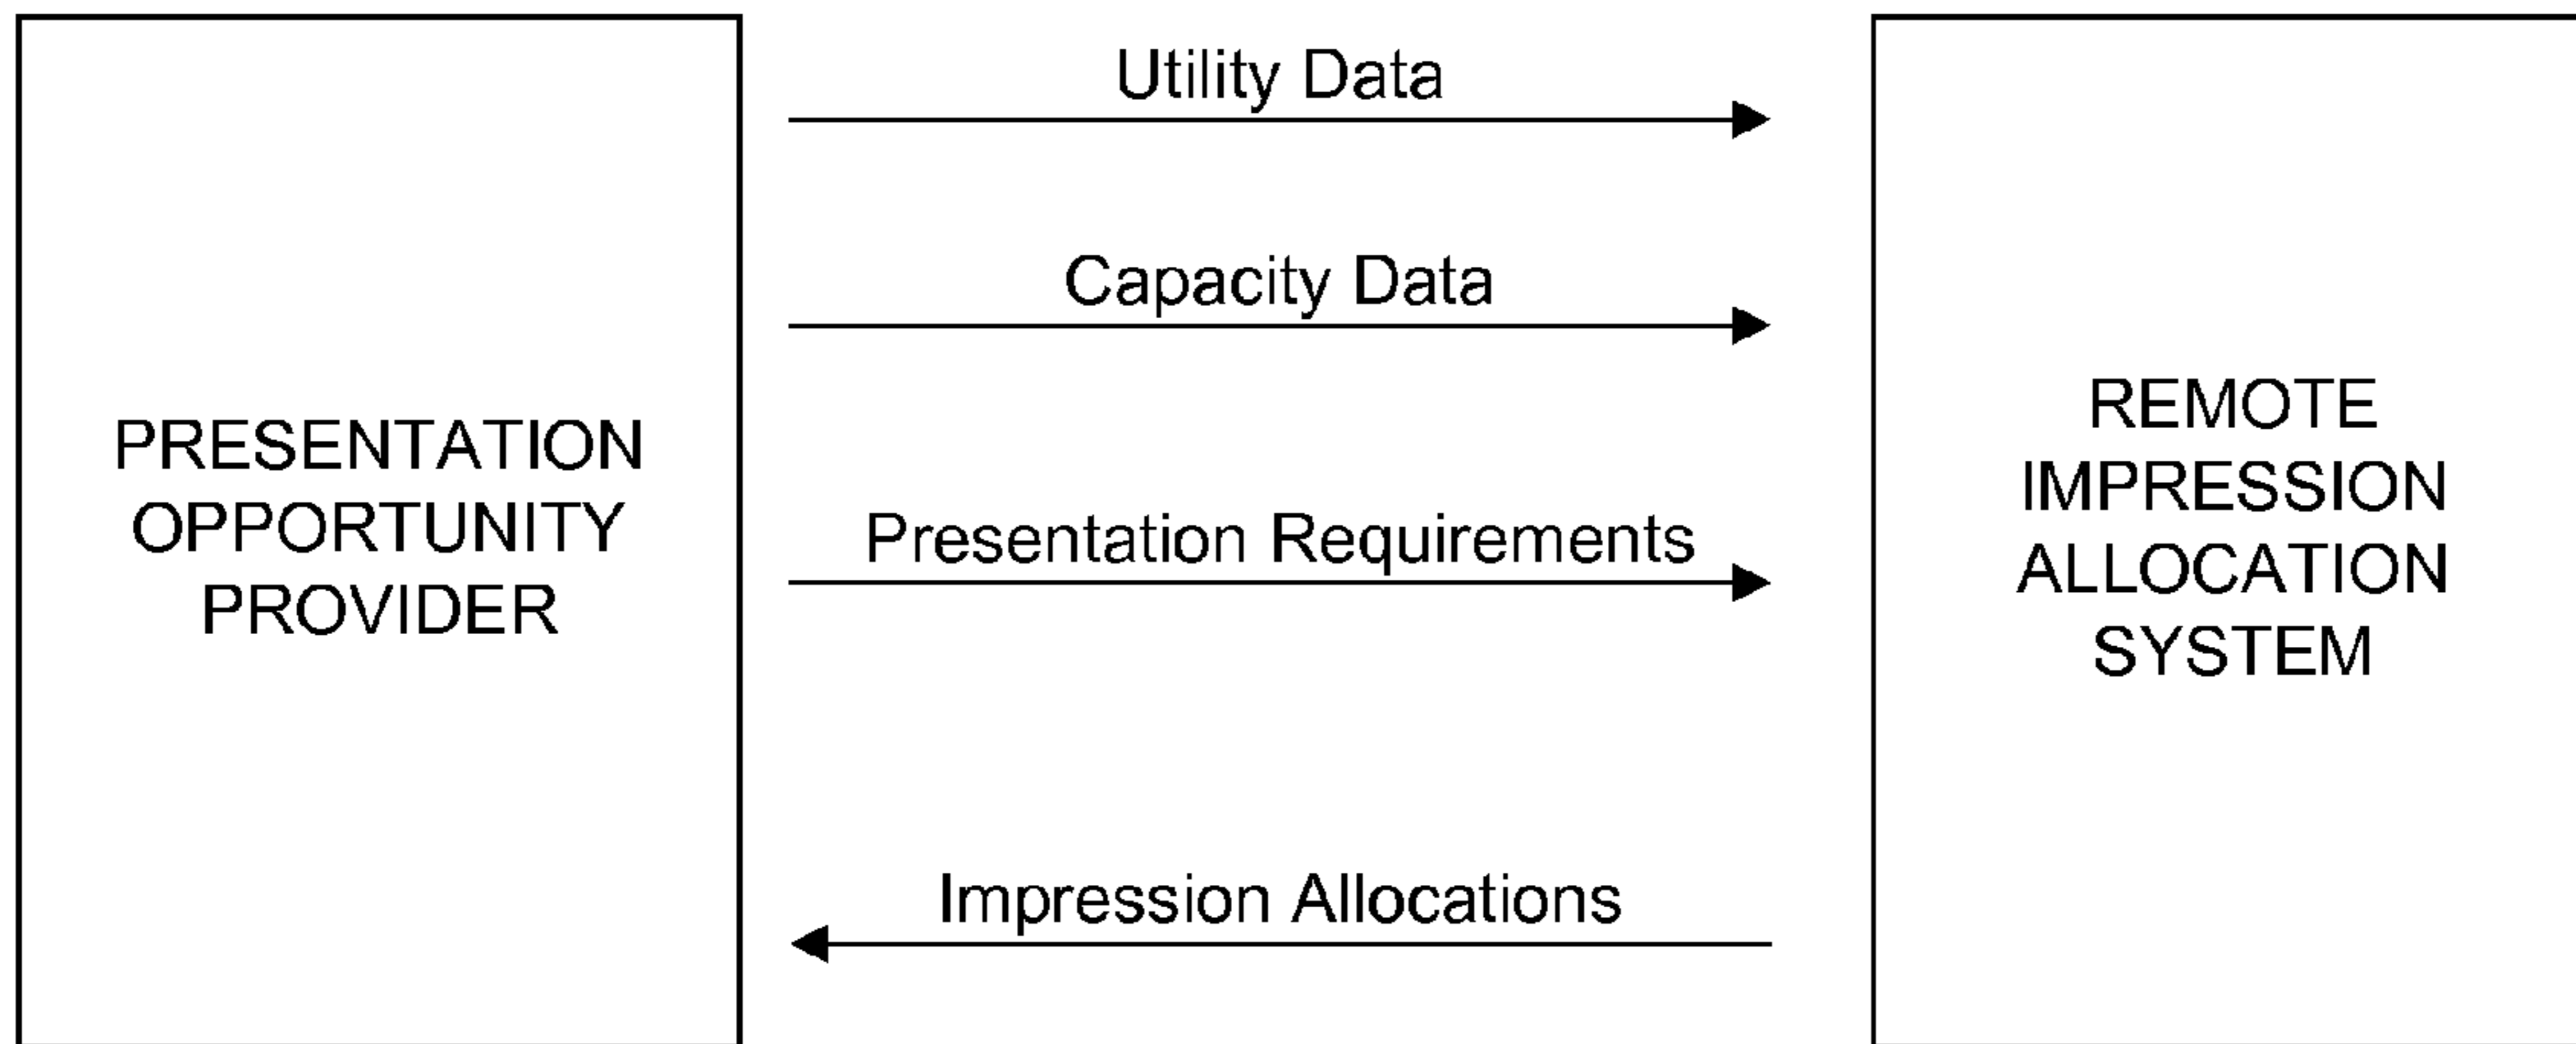 PRESENTATION
OPPORTUNITY
PROVIDER
Utility Data
Capacity Data
Presentation Requirements
Impression Allocations
REMOTE
IMPRESSION
ALLOCATION
SYSTEM